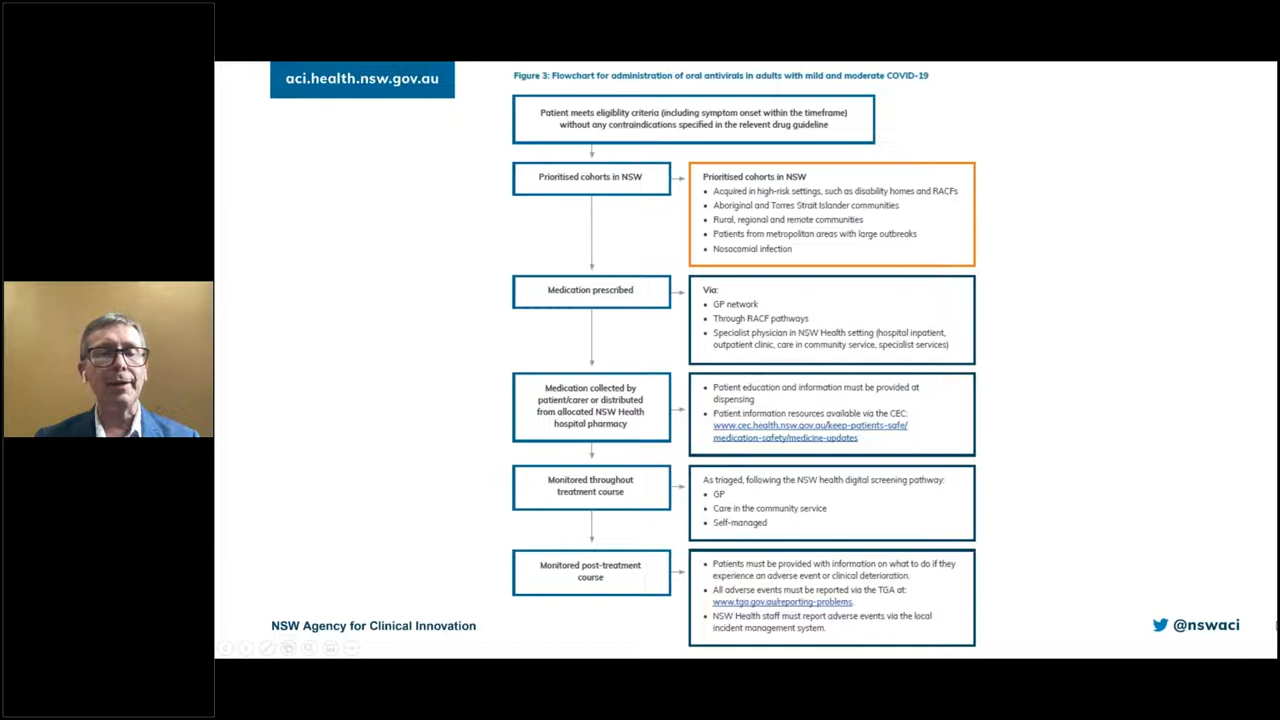 aci.health.nsw.gov.au
Figure 3: Flowchart for administration of oral antivirals in adults with mild and moderate COVID-19
Patient meets eligiblity criteria (including symptom onset within the timeframe)
without any contraindications specified in the relevent drug guideline
Prioritised cohorts in NSW
Prioritised cohorts in NSW
• Acquired in high-risk settings, such as disability homes and RACFs
• Aboriginal and Torres Strait Islander communities
• Rural, regional and remote communities
• Patients from metropolitan areas with large outbreaks
• Nosocomial infection
Medication prescribed
Via:
• GP network
• Through RACF pathways
• Specialist physician in NSW Health setting (hospital inpatient,
outpatient clinic, care in community service, specialist services)
Medication collected by
patient/carer or distributed
from allocated NSW Health
hospital pharmacy
• Patient education and information must be provided at
dispensing
• Patient information resources available via the CEC:
www.cec.health.nsw.gov.au/keep-patients-safe/
medication-safety/medicine-updates
Monitored throughout
treatment course
As triaged, following the NSW health digital screening pathway:
• GP
• Care in the community service
• Self-managed
Monitored post-treatment
course
• Patients must be provided with information on what to do if they
experience an adverse event or clinical deterioration.
• All adverse events must be reported via the TGA at:
www.tga.gov.au/reporting-problems.
• NSW Health staff must report adverse events via the local
incident management system.
NSW Agency for Clinical Innovation
@nswaci